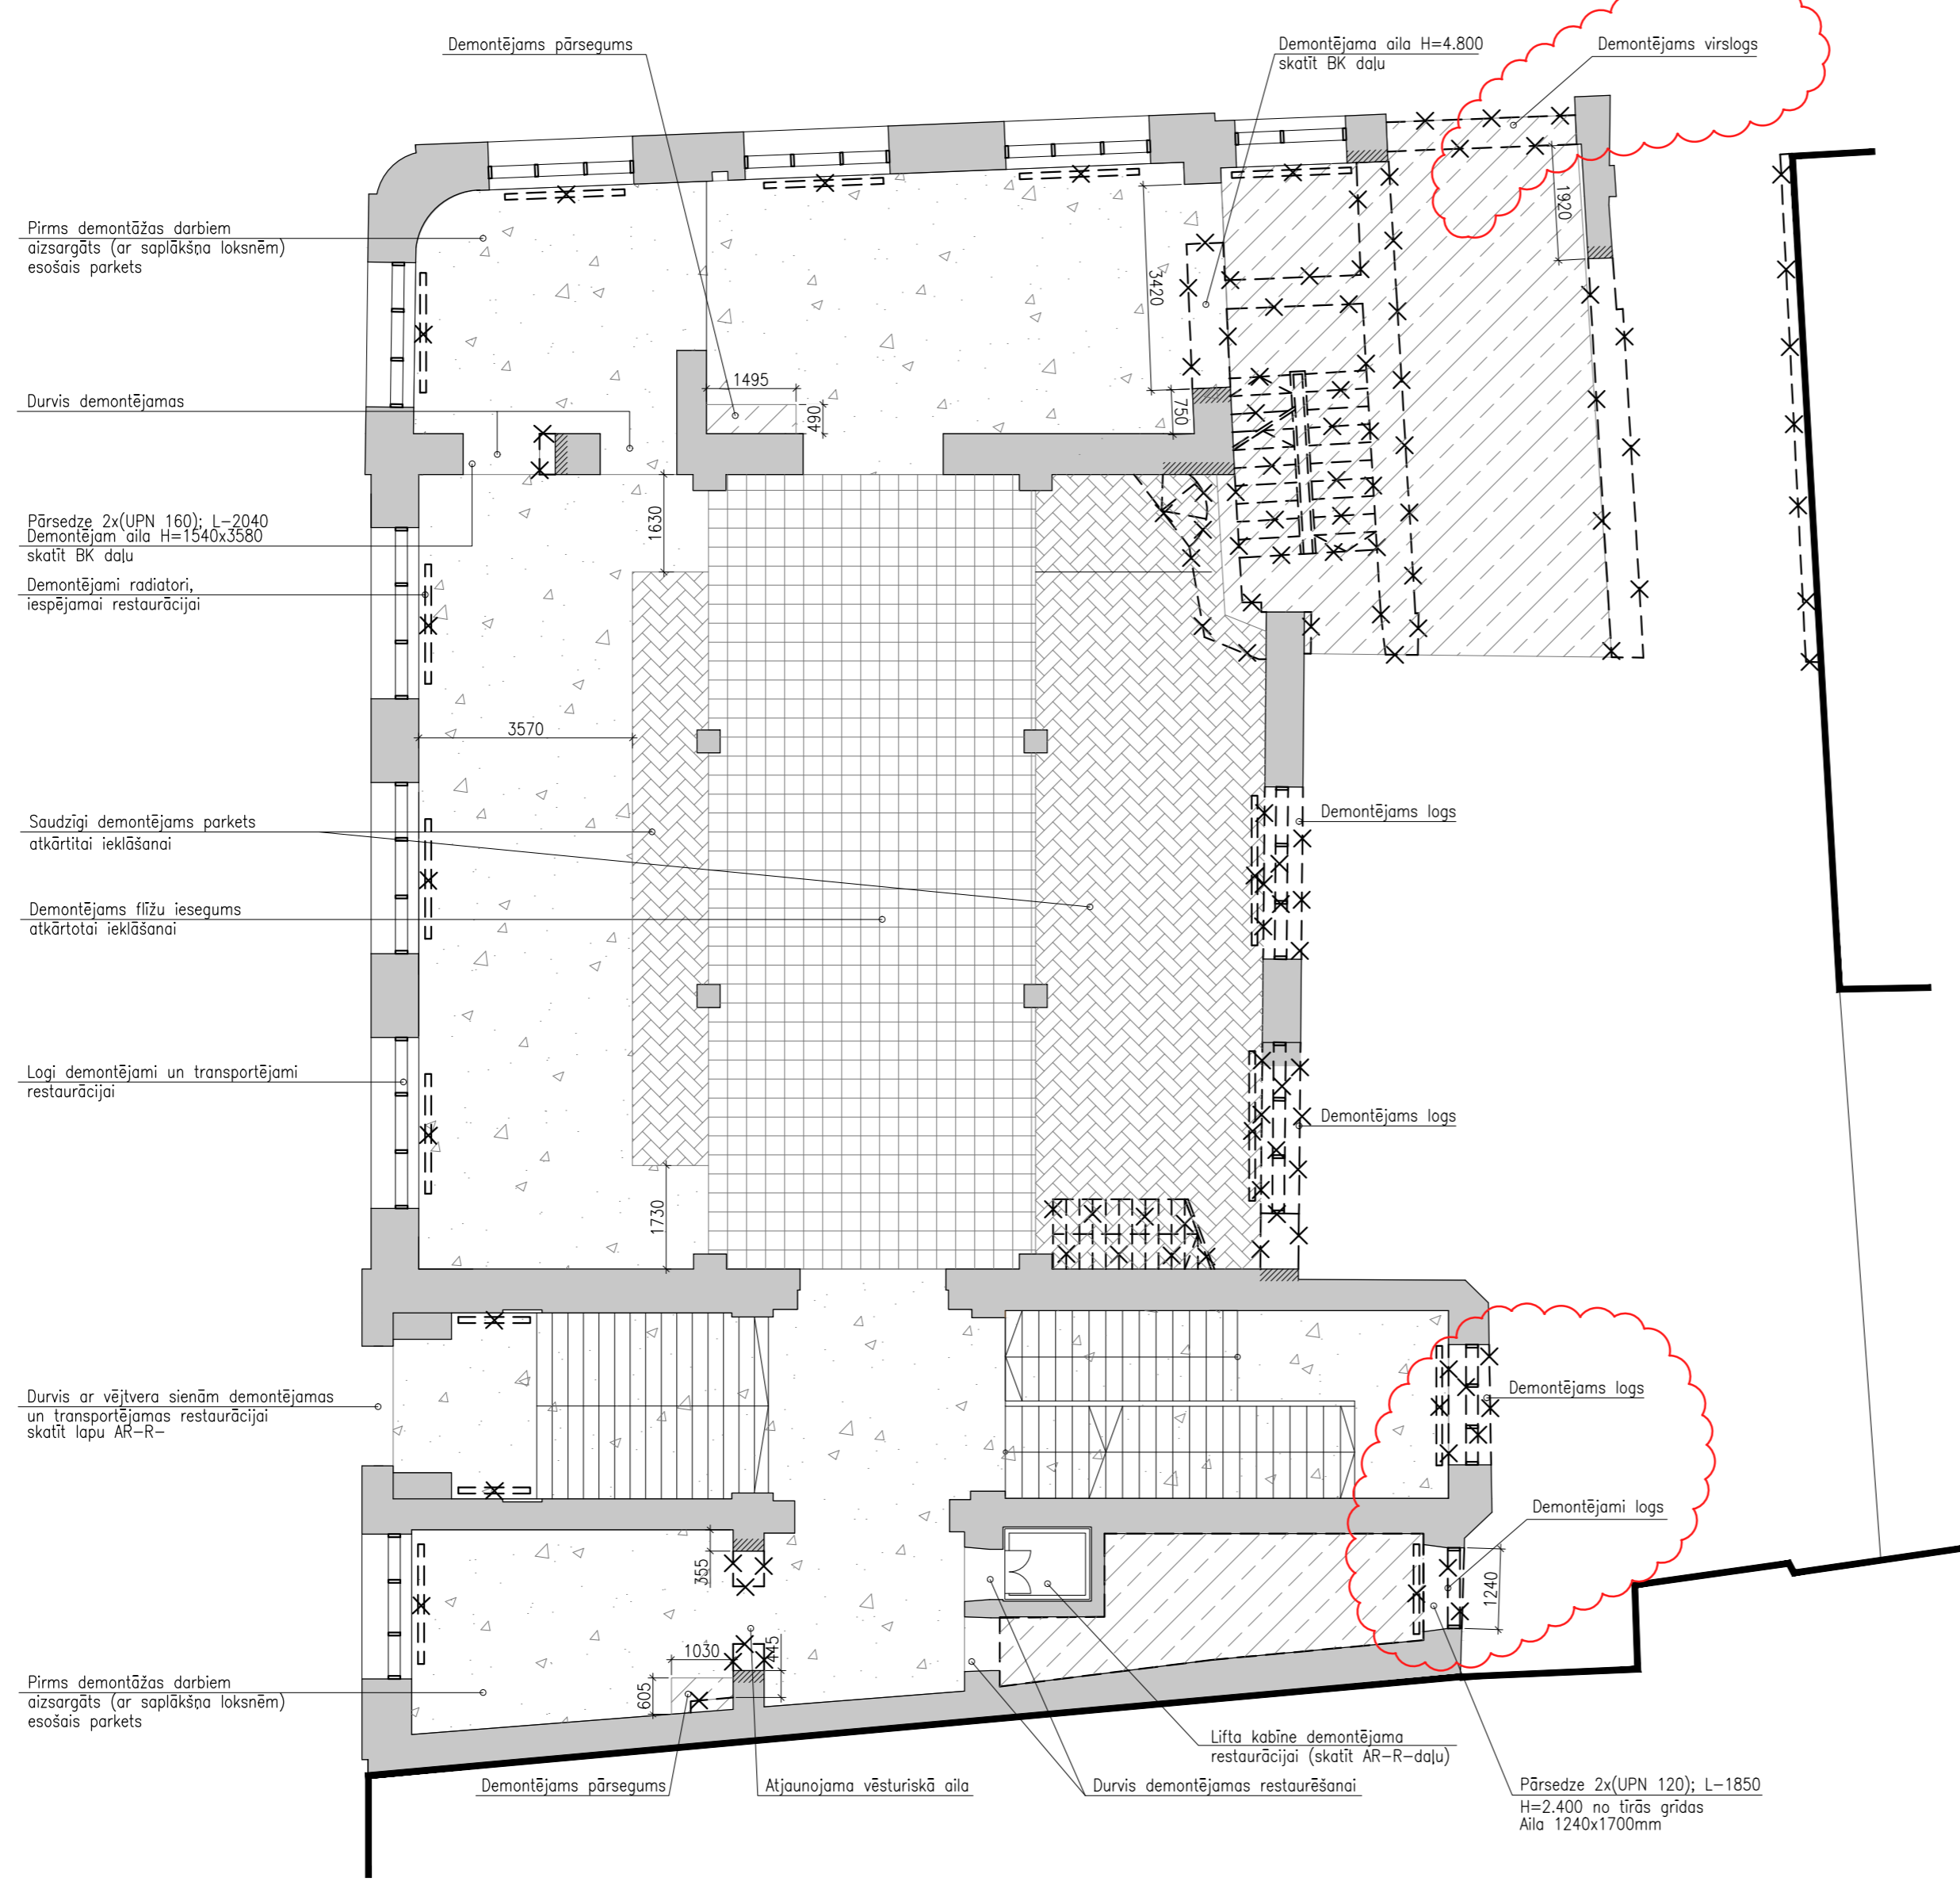 Demontējams pārsegums
Demontējama aila H=4.800
skatīt BK daļu
Demontējams virslogs
Pirms demontāžas darbiem
aizsargāts (ar saplākšņa loksnēm)
esošais parkets
1920
3420
1495
490
750
Durvis demontējamas
Pārsedze 2x(UPN 160); L-2040
Demontējam aila H=1540x3580
skatīt BK daļu
1630
Demontējami radiatori,
iespējamai restaurācijai
3570
Saudzīgi demontējams parkets
atkārtitai ieklāšanai
Demontējams logs
Demontējams flīžu iesegums
atkārtotai ieklāšanai
Logi demontējami un transportējami
restaurācijai
Demontējams logs
1730
Durvis ar vējtvera sienām demontējamas
un transportējamas restaurācijai
skatīt lapu AR-R-
Demontējams logs
Demontējami logs
355
1240
1030
445
605
Pirms demontāžas darbiem
aizsargāts (ar saplākšņa loksnēm)
esošais parkets
Lifta kabīne demontējama
restaurācijai (skatīt AR-R-daļu)
Demontējams pārsegums
Atjaunojama vēsturiskā aila
Durvis demontējamas restaurēšanai
Pārsedze 2x(UPN 120); L-1850
H=2.400 no tīrās grīdas
Aila 1240x1700mm